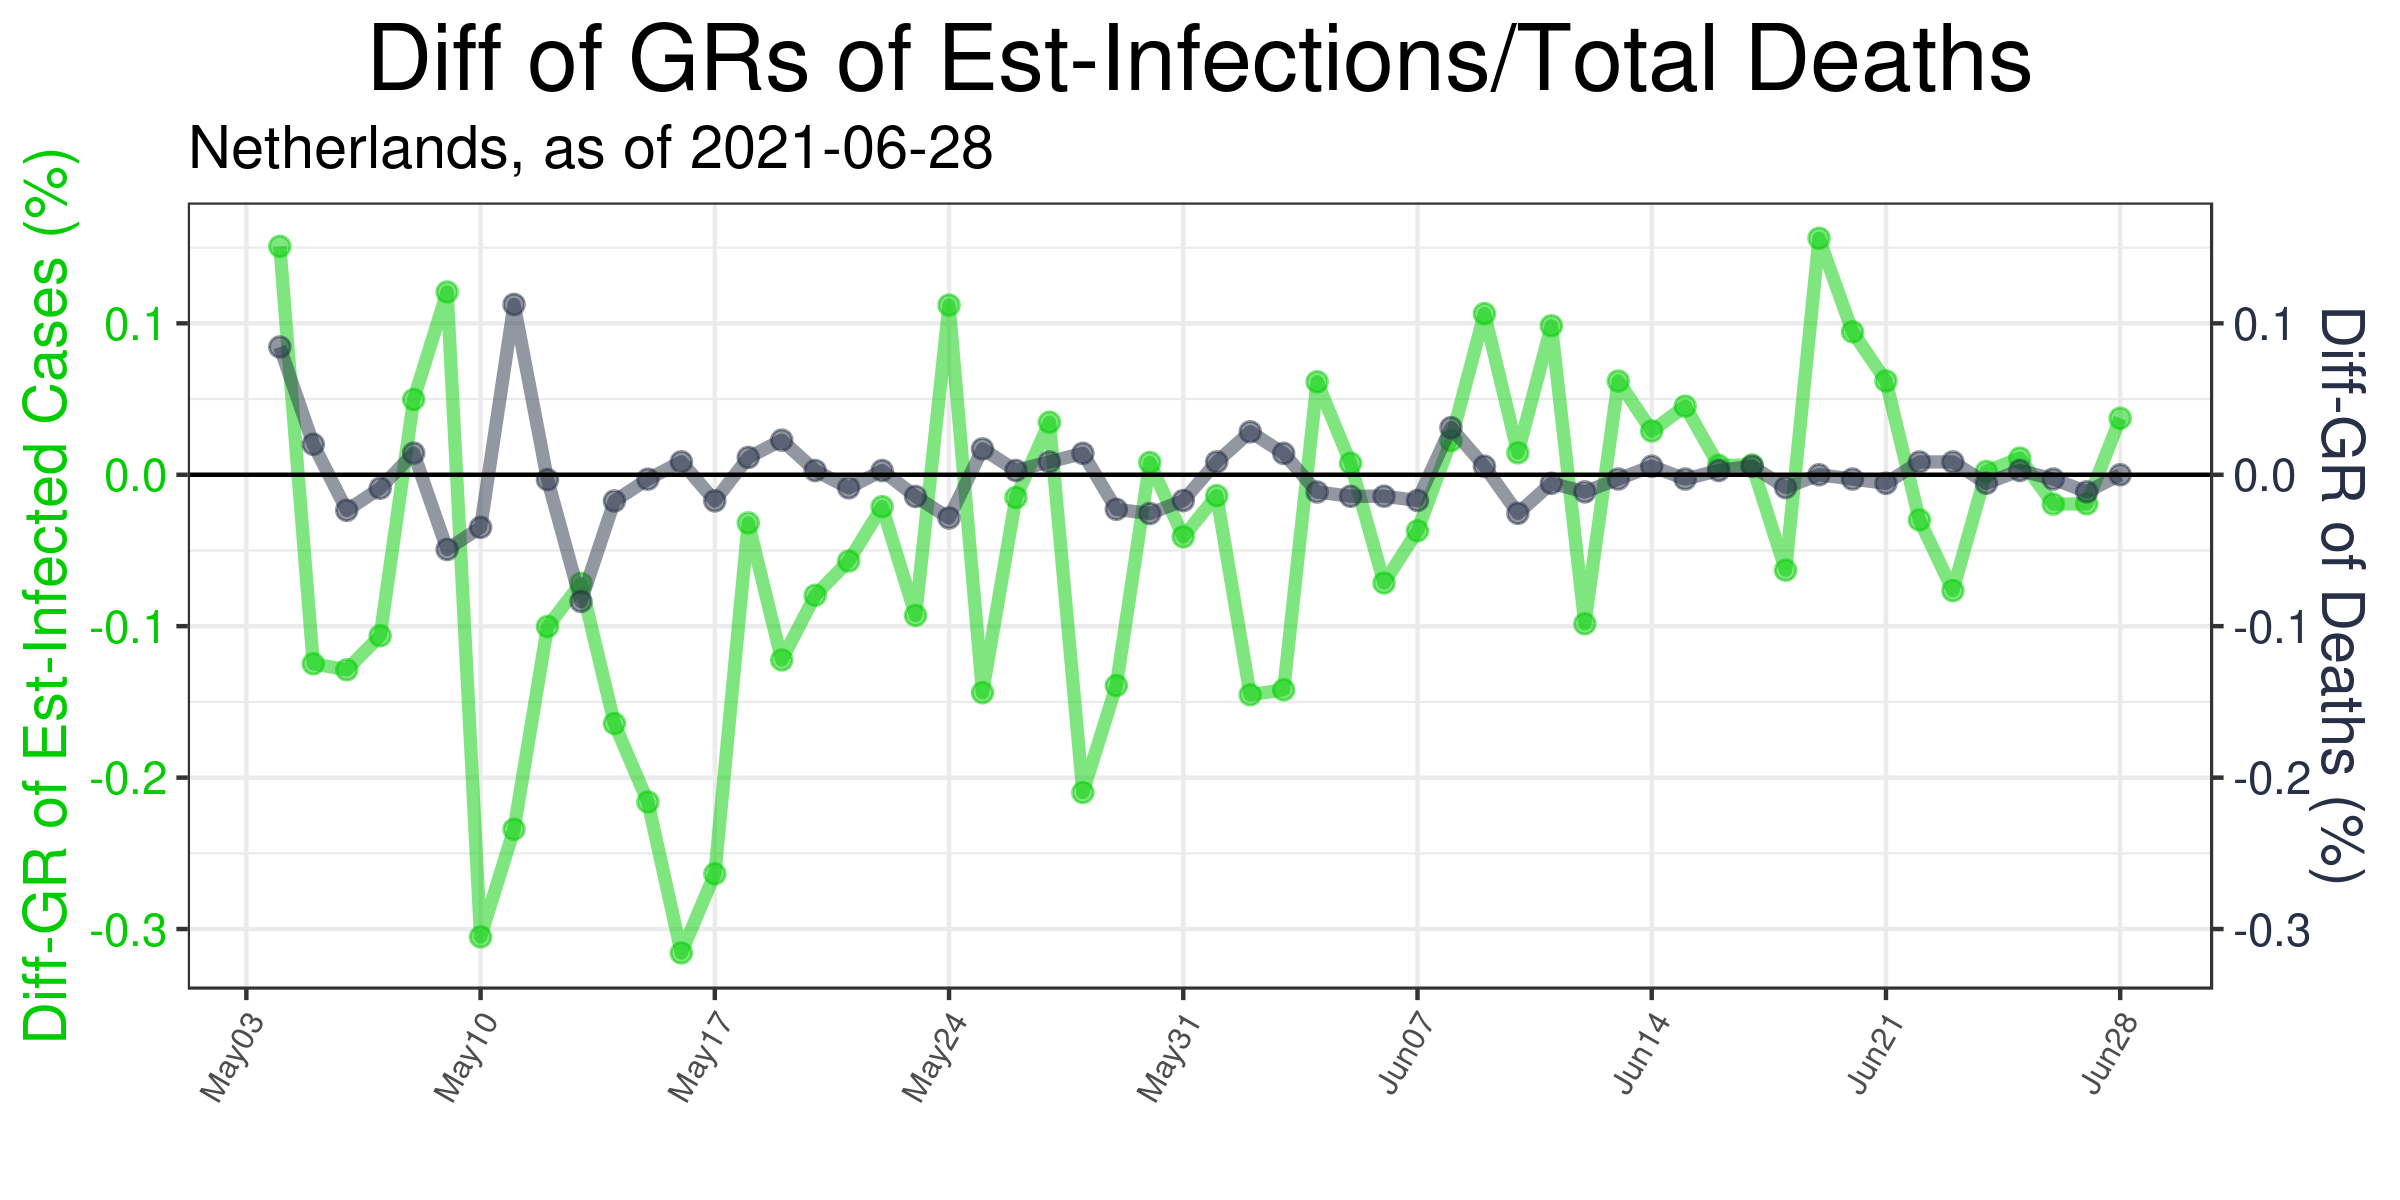 Diff of GRs of Est-Infections/Total Deaths
Netherlands, as of 2021-06-28
Diff-GR of Est-Infected Cases (%)
0.1
0.0
-0.1
-0.2
-0.3
0.1
0.0
-0.1
-0.2
-0.3
Diff-GR of Deaths (%)
May03
May10
May17
May24
May31
Jun07
Jun14
Jun21
Jun28